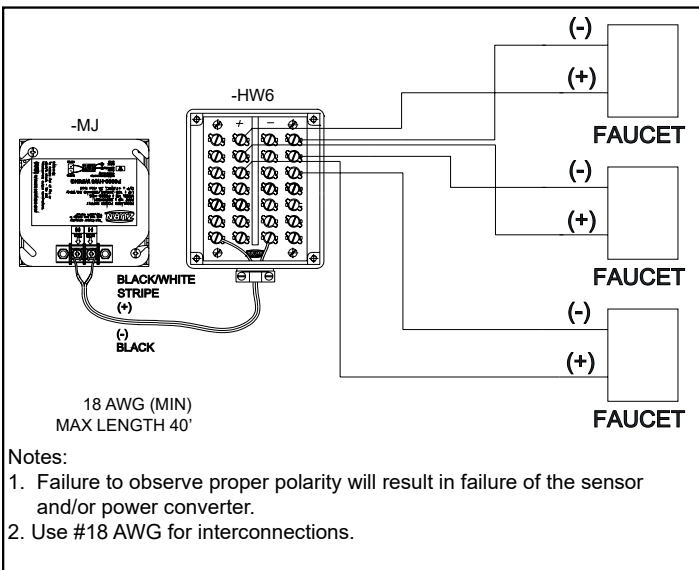 (-)
-HW6
(+)
-MJ
FAUCET
(-)
(+)
BLACK/WHITE
STRIPE
(+)
FAUCET
(-)
(-)
BLACK
(+)
18 AWG (MIN)
MAX LENGTH 40'
FAUCET
Notes:
1. Failure to observe proper polarity will result in failure of the sensor
and/or power converter.
2. Use #18 AWG for interconnections.